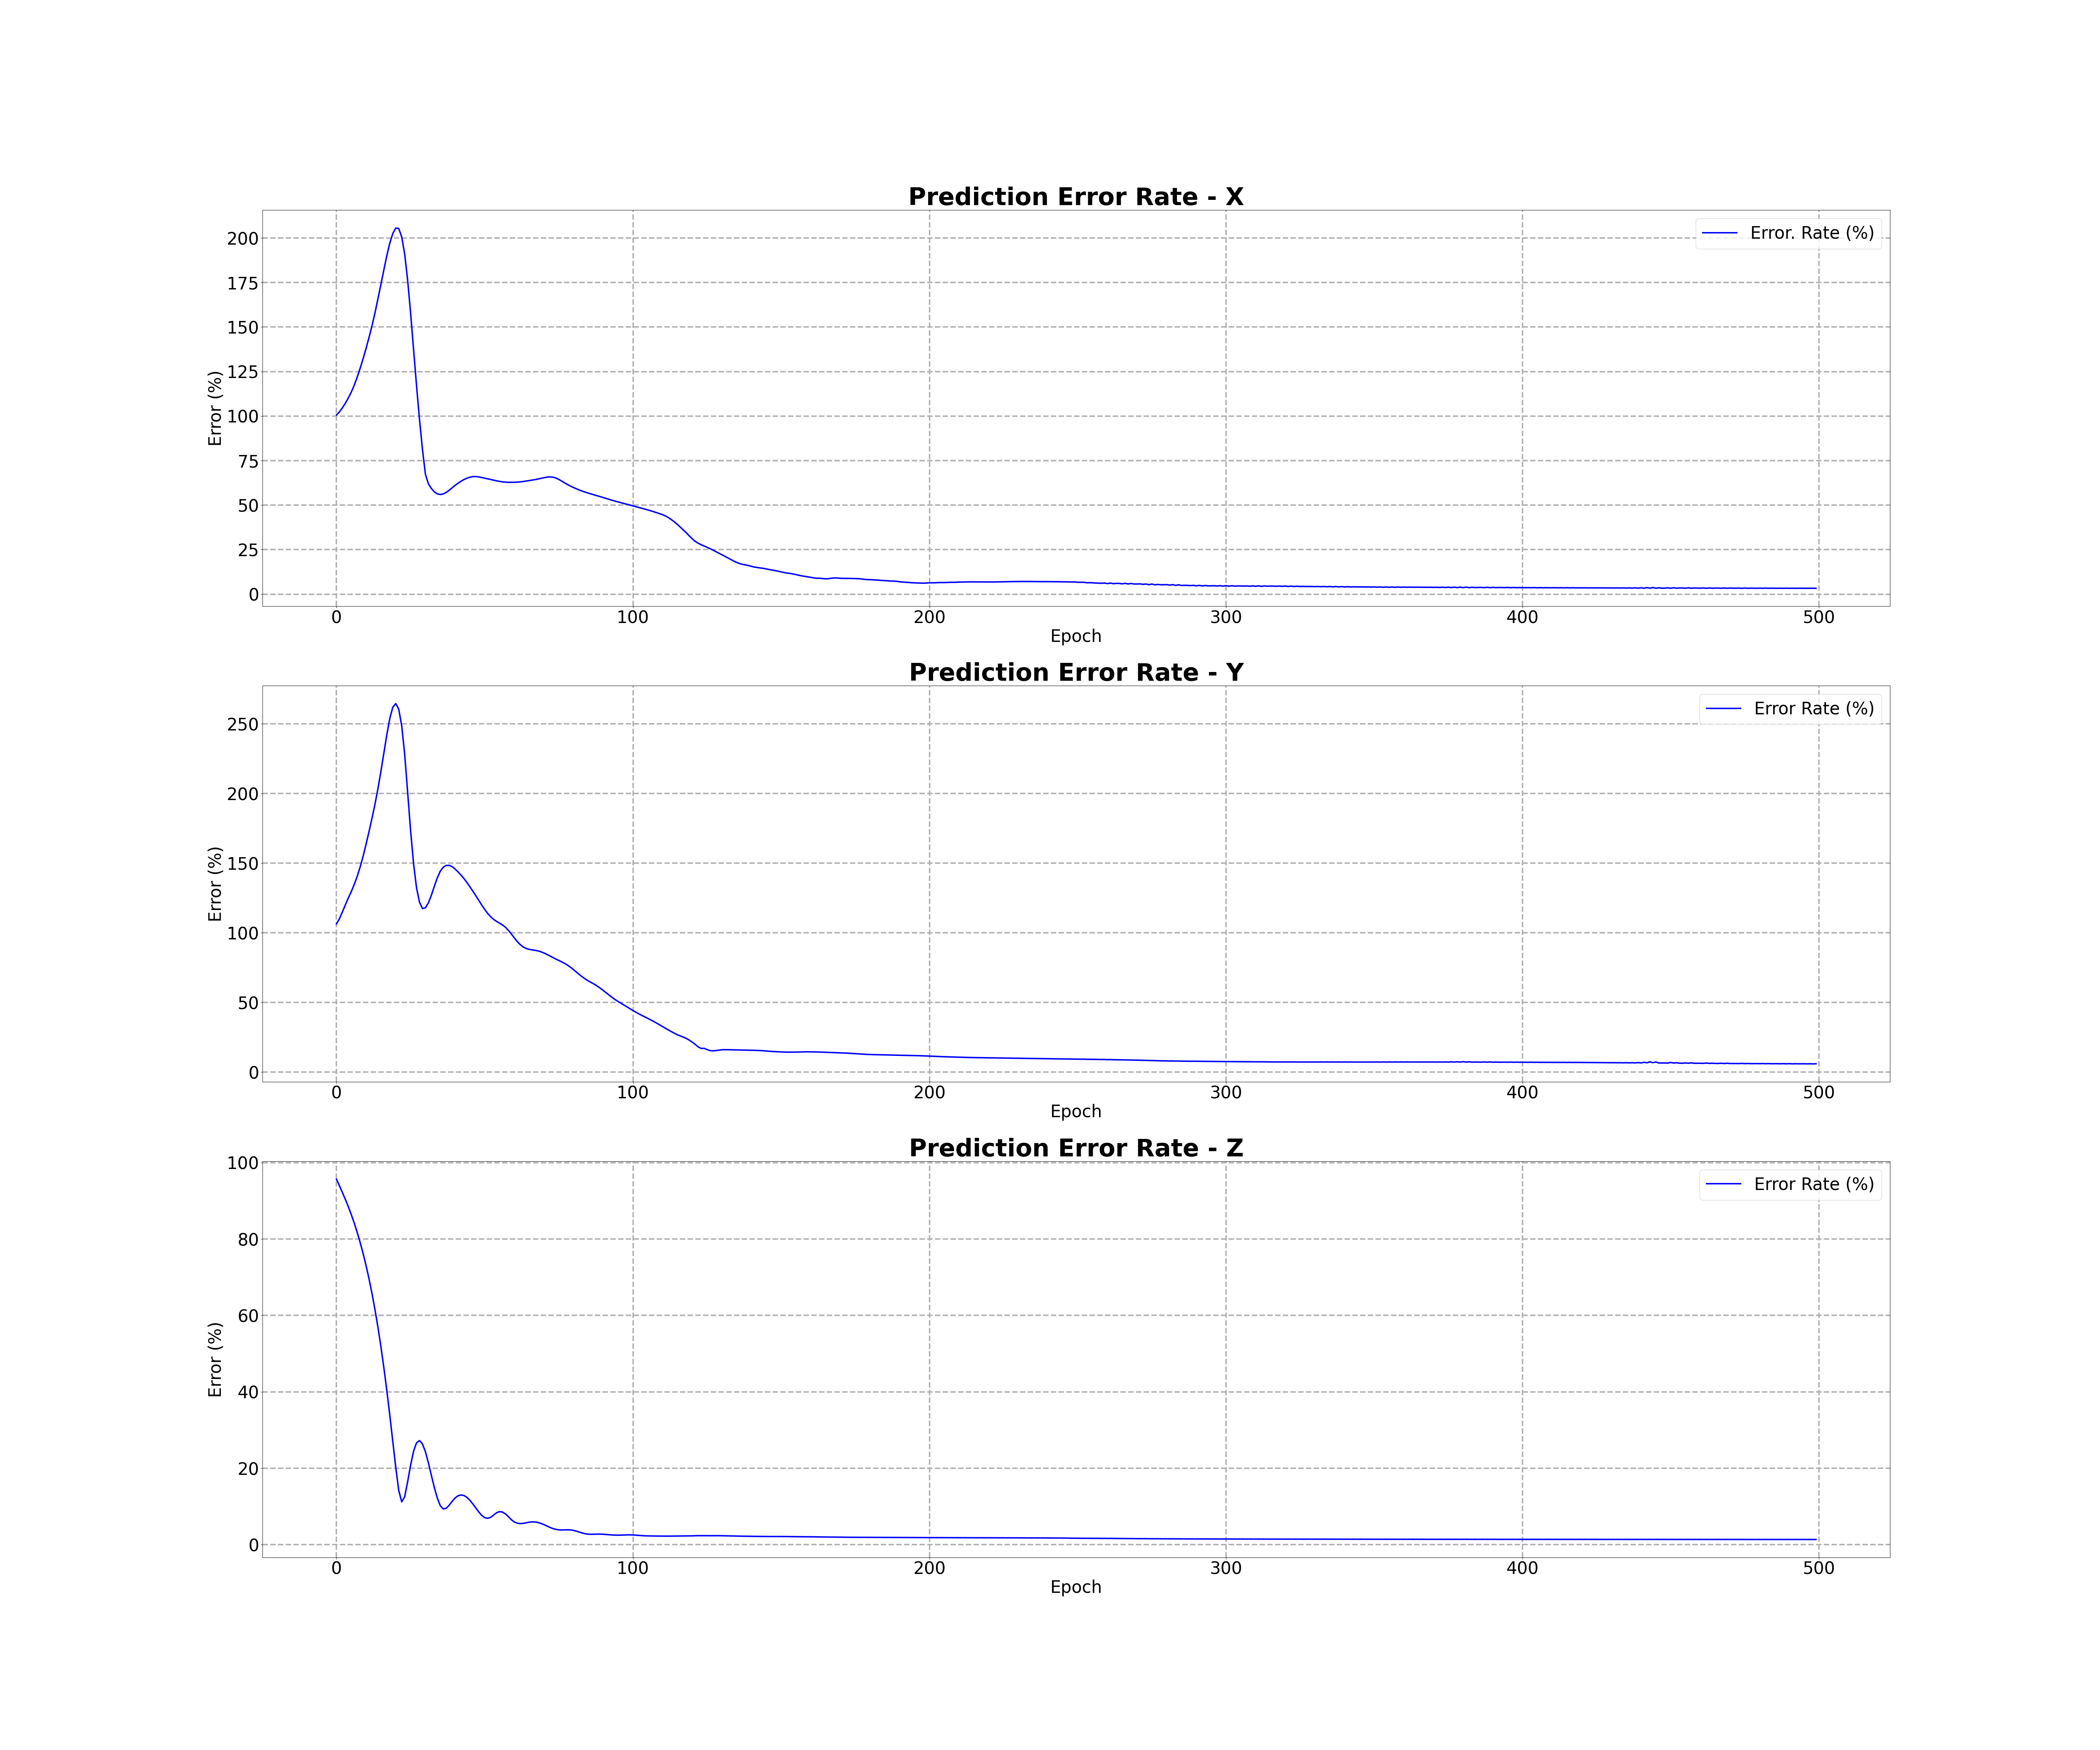 Prediction Error Rate - X
Error. Rate (%)
200
175
150
125
100
75
50
25
0
Error (%)
0 100 200 300 400 500
Epoch
Prediction Error Rate - Y
Error Rate (%)
250
200
150
100
50
0
Error (%)
0 100 200 300 400 500
Epoch
Prediction Error Rate - Z
Error Rate (%)
100
80
60
40
20
0
Error (%)
0 100 200 300 400 500
Epoch